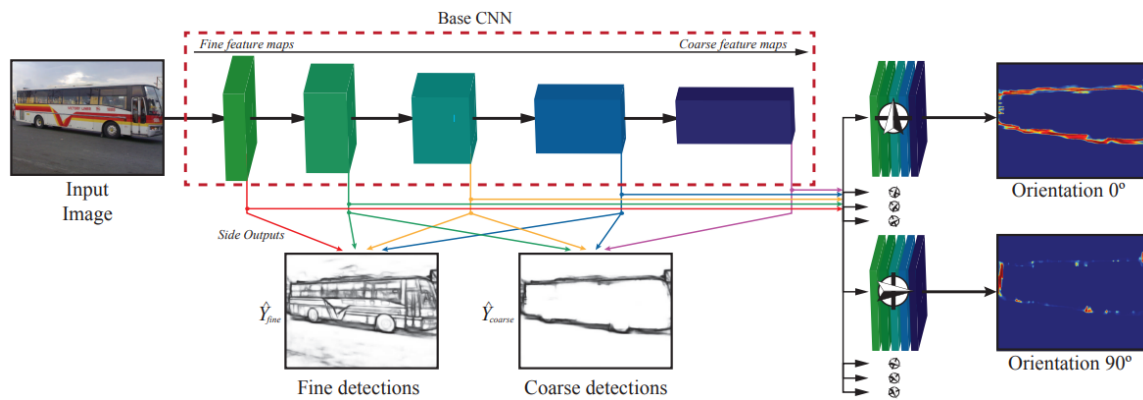 Base CNN
Fine feature maps
Coarse feature maps
Input
Image
Side Outputs
Ŷfine
Fine detections
Ŷcoarse
Coarse detections
Orientation 0º
Orientation 90º